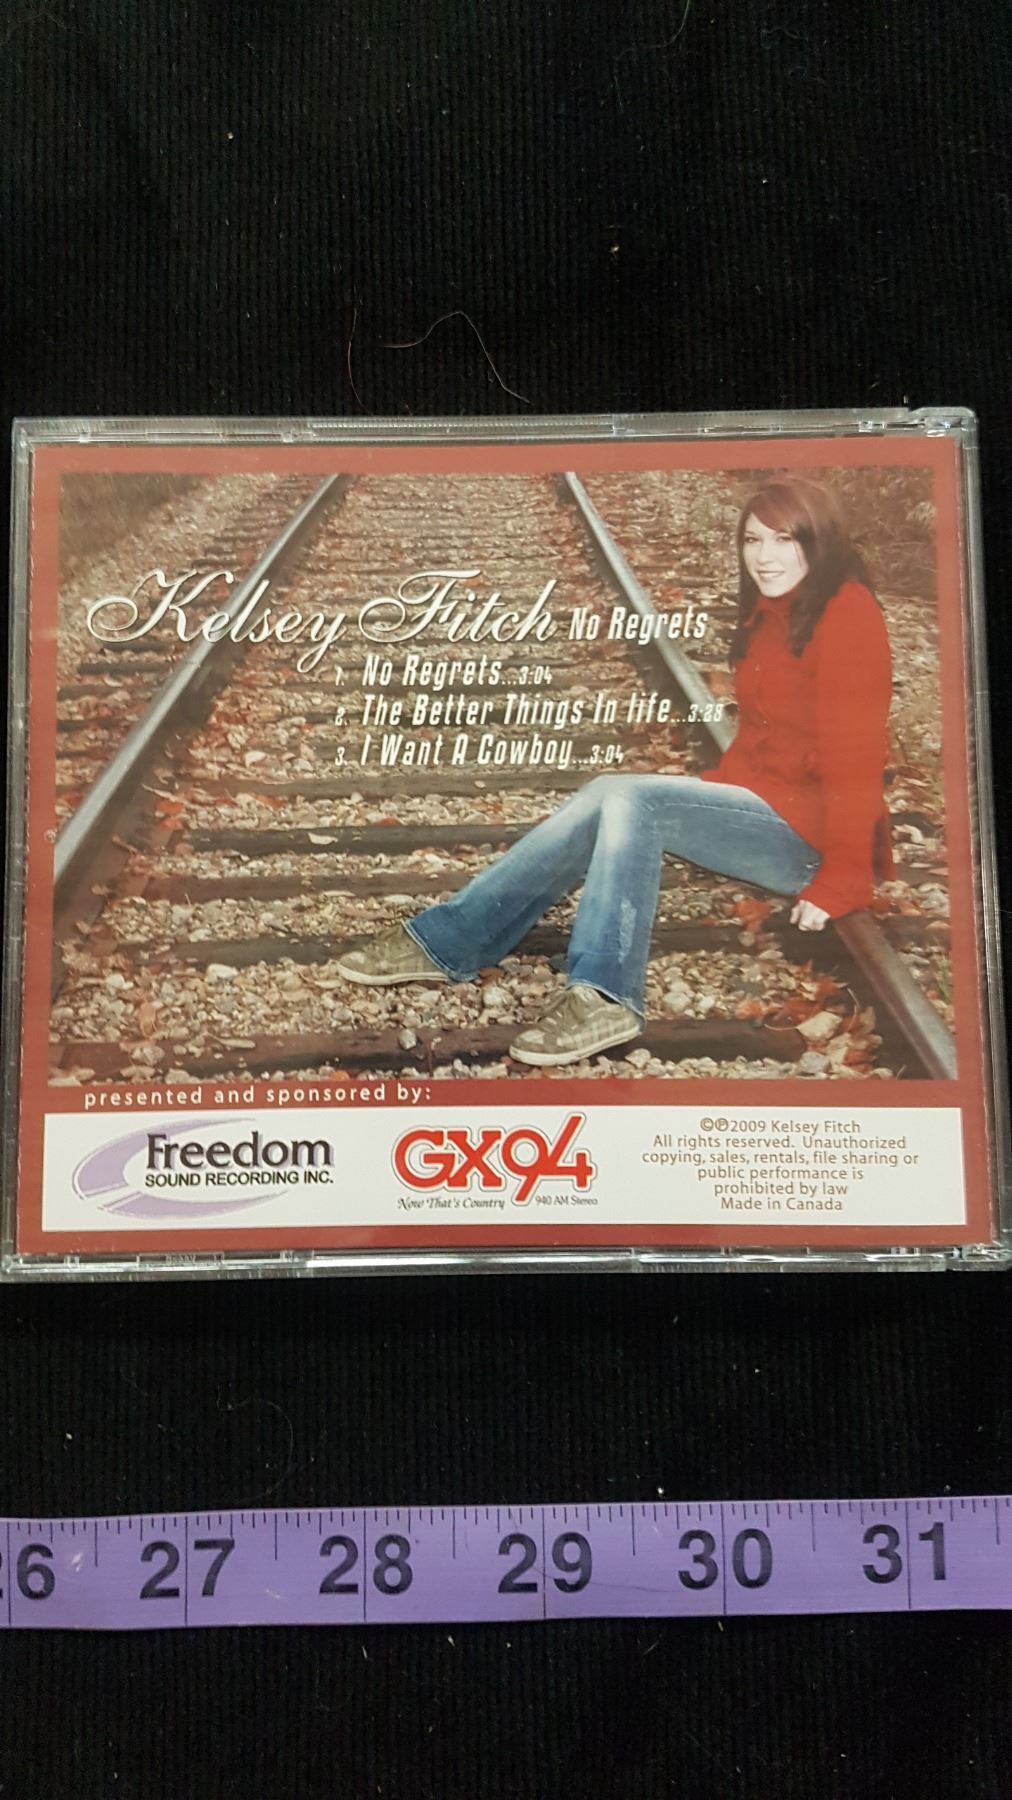 Kelsey Fitch No Regrets
1. No Regrets...3:04
2. The Better Things In life...3:28
3. I Want A Cowboy...3:04
presented and sponsored by:
Freedom
SOUND RECORDING INC.
GX94
Now That's Country 940 AM Stereo
©℗2009 Kelsey Fitch
All rights reserved. Unauthorized
copying, sales, rentals, file sharing or
public performance is
prohibited by law
Made in Canada
26 27 28 29 30 31